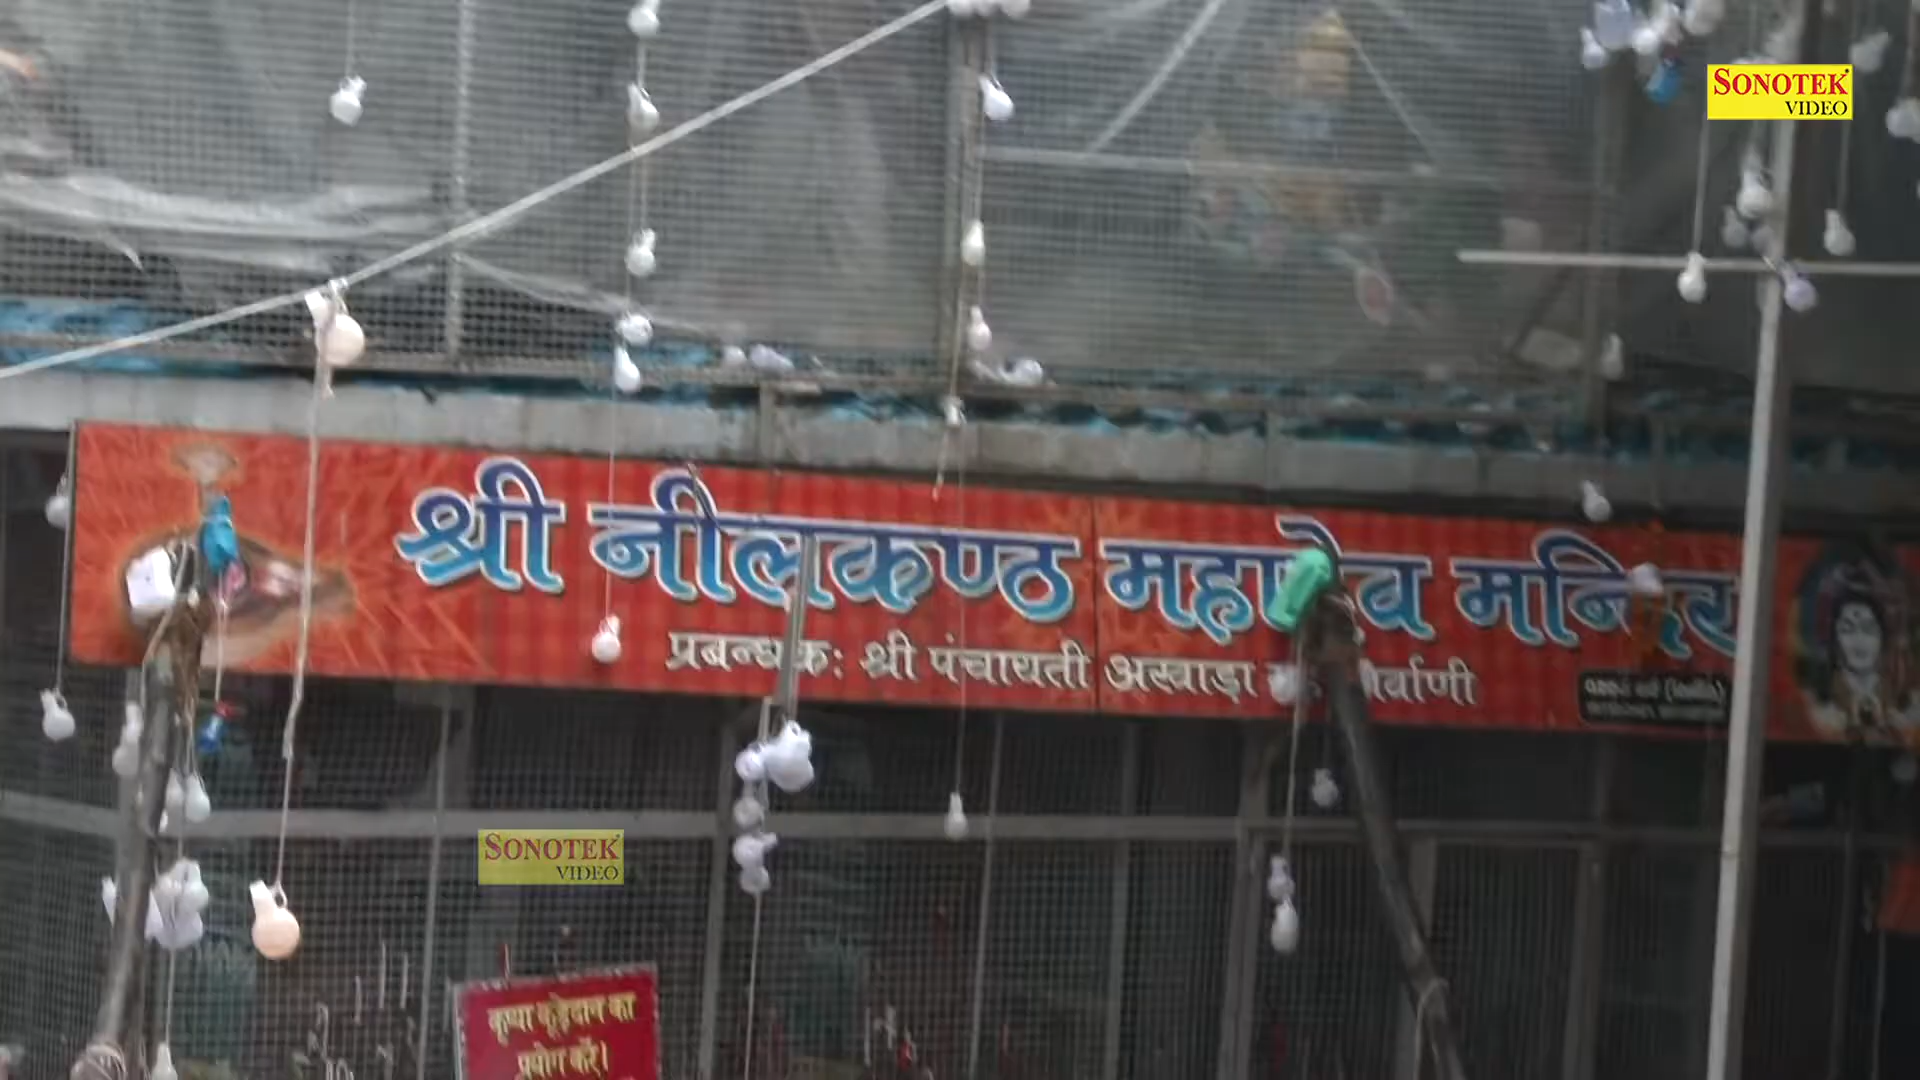 SONOTEK
VIDEO
श्री नीलकण्ठ महादेव मन्दिर
प्रबन्धक: श्री पंचायती अखाड़ा
SONOTEK
VIDEO
कृप्या कूड़ेदान का
प्रयोग करें।